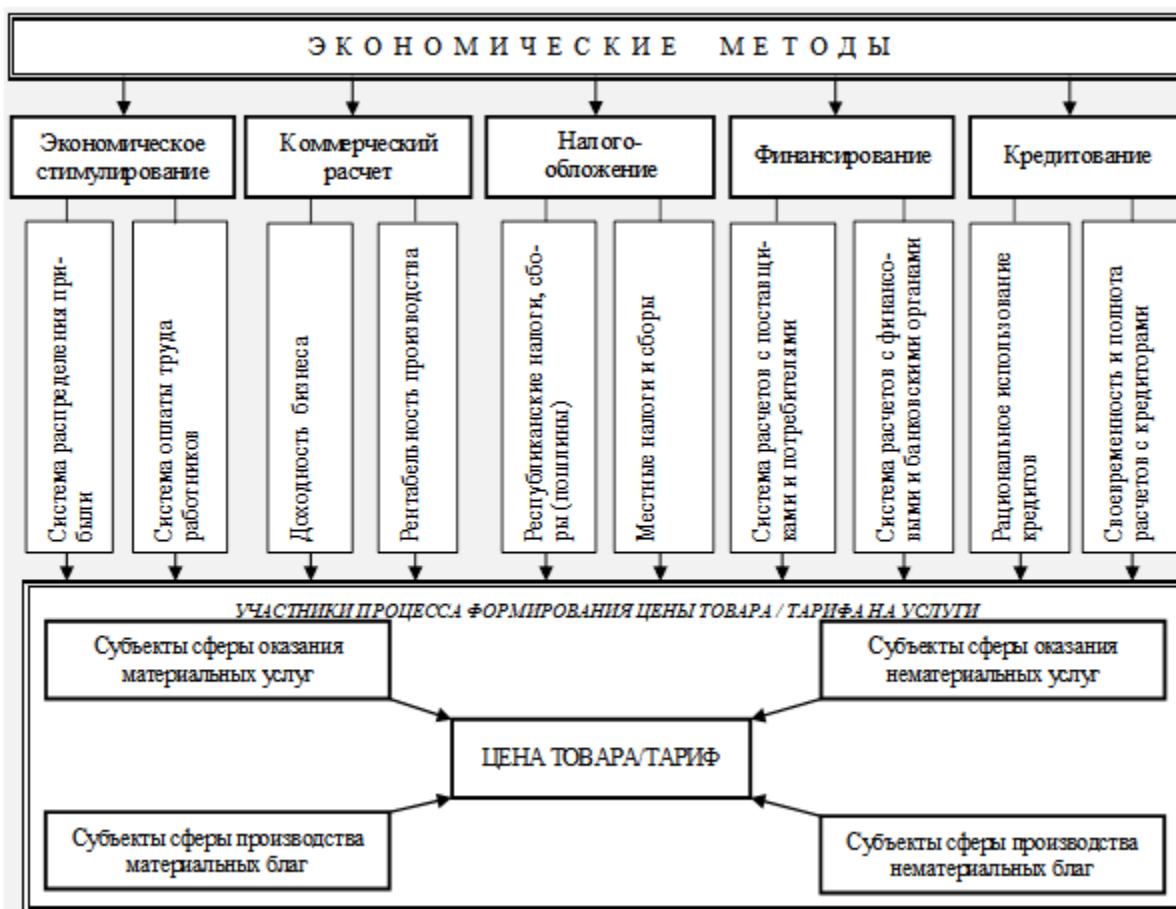 ЭКОНОМИЧЕСКИЕ МЕТОДЫ
Экономическое
стимулирование
Коммерческий
расчет
Налого-
обложение
Финансирование
Кредитование
Система распределения при-
были
Система оплаты труда
работников
Доходность бизнеса
Рентабельность производства
Республиканские налоги, сбо-
ры (пошлины)
Местные налоги и сборы
Система расчетов с поставщи-
ками и потребителями
Система расчетов с финансо-
выми и банковскими органами
Рациональное использование
кредитов
Своевременность и полнота
расчетов с кредиторами
УЧАСТНИКИ ПРОЦЕССА ФОРМИРОВАНИЯ ЦЕНЫ ТОВАРА / ТАРИФА НА УСЛУГИ
Субъекты сферы оказания
материальных услуг
Субъекты сферы оказания
нематериальных услуг
ЦЕНА ТОВАРА/ТАРИФ
Субъекты сферы производства
материальных благ
Субъекты сферы производства
нематериальных благ